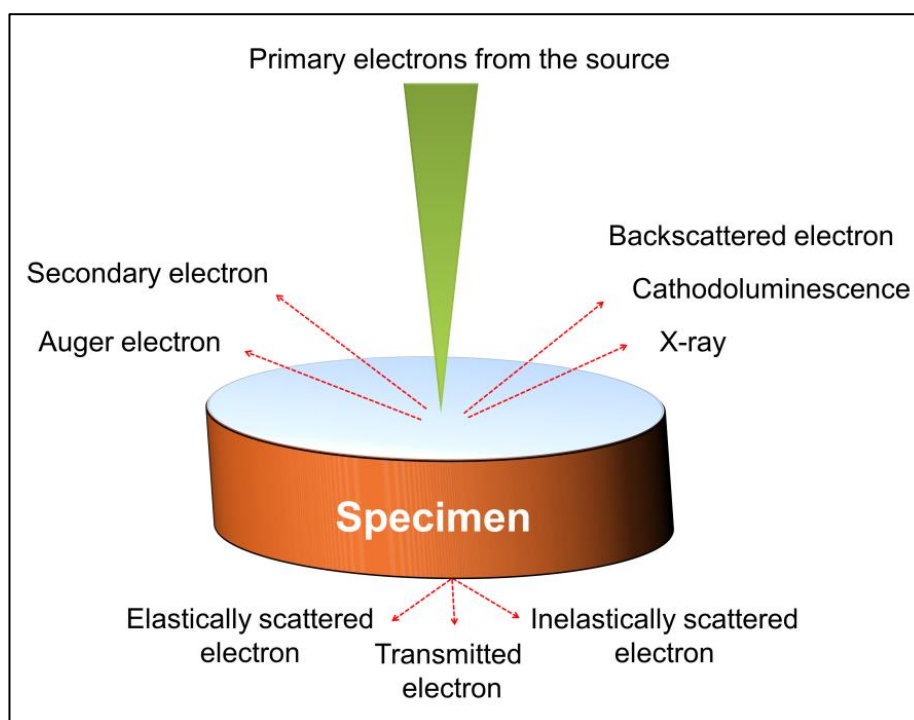 Primary electrons from the source
Backscattered electron
Secondary electron
Cathodoluminescence
Auger electron
X-ray
Specimen
Elastically scattered
electron
Transmitted
electron
Inelastically scattered
electron